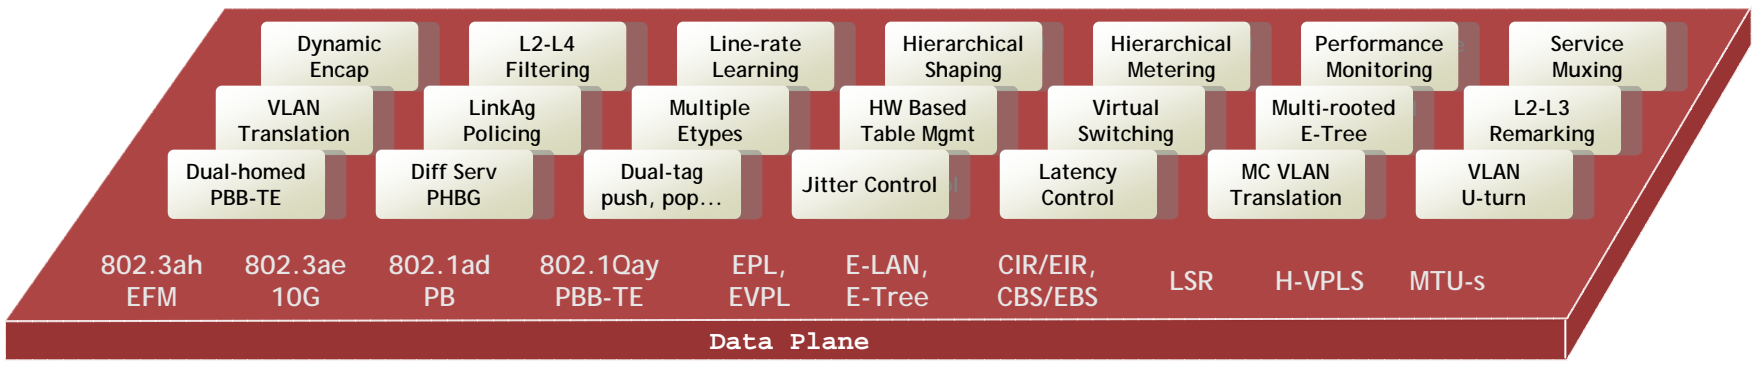 Dynamic
Encap
L2-L4
Filtering
Line-rate
Learning
Hierarchical
Shaping
Hierarchical
Metering
Performance
Monitoring
Service
Muxing
VLAN
Translation
LinkAg
Policing
Multiple
Etypes
HW Based
Table Mgmt
Virtual
Switching
Multi-rooted
E-Tree
L2-L3
Remarking
Dual-homed
PBB-TE
Diff Serv
PHBG
Dual-tag
push, pop...
Jitter Control
Latency
Control
MC VLAN
Translation
VLAN
U-turn
802.3ah
EFM
802.3ae
10G
802.1ad
PB
802.1Qay
PBB-TE
EPL,
EVPL
E-LAN,
E-Tree
CIR/EIR,
CBS/EBS
LSR
H-VPLS
MTU-s
Data Plane